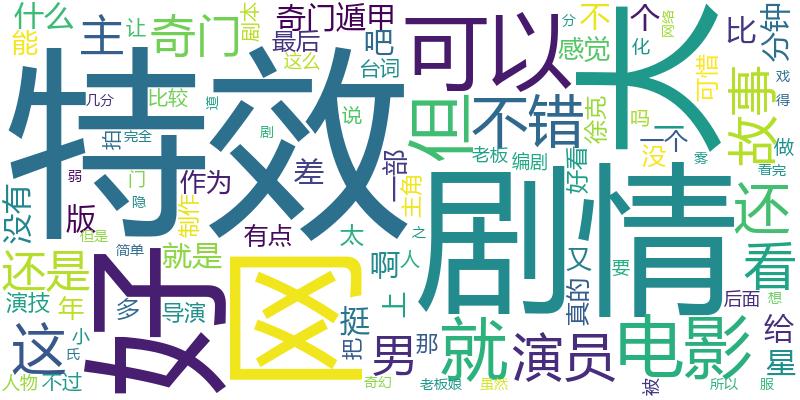 什么
能
主
让
奇门
剧本
奇门遁甲
最后
这么
吧
台词
可以
但
不
个
感觉
化
分
网络
比
分钟
可惜
戏
得
大
特效
几分
比较
道
说
拍
完全
剧
不错
徐克
吗
一个
没
故事
做
老板
编剧
好看
雾
看完
弱
门
作为
差
一部
主角
没有
版
隐
制作
剧情
还
但是
有点
太
还是
简单
就是
啊
人
之
又
真的
要
看
好
网
演技
年
多
导演
挺
上
把
后面
想
这
小
氏
男
那
就
演员
电影
给
星
人物
不过
奇幻
老板娘
虽然
被
所以
服